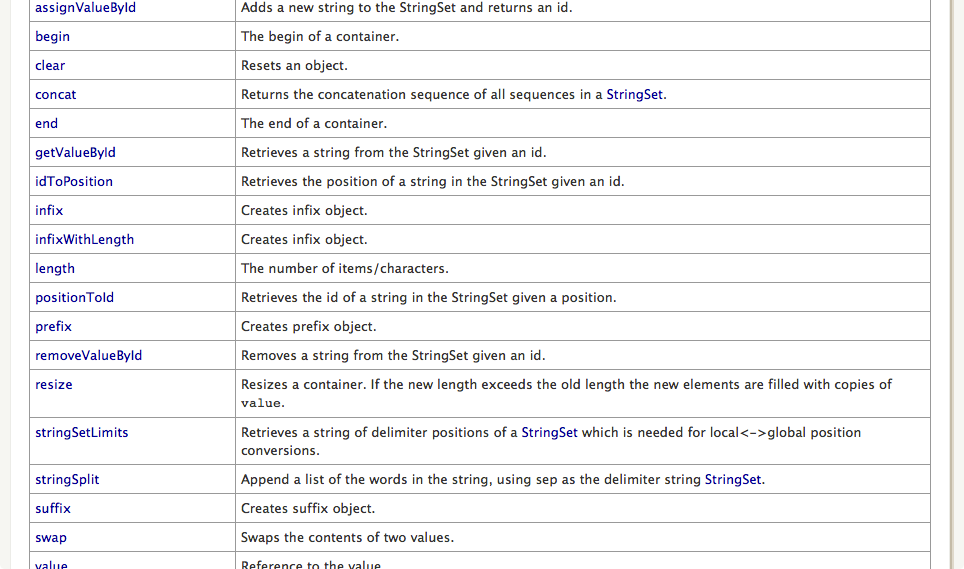 assignValueById Adds a new string to the StringSet and returns an id.
begin The begin of a container.
clear Resets an object.
concat Returns the concatenation sequence of all sequences in a StringSet.
end The end of a container.
getValueById Retrieves a string from the StringSet given an id.
idToPosition Retrieves the position of a string in the StringSet given an id.
infix Creates infix object.
infixWithLength Creates infix object.
length The number of items/characters.
positionToId Retrieves the id of a string in the StringSet given a position.
prefix Creates prefix object.
removeValueById Removes a string from the StringSet given an id.
resize Resizes a container. If the new length exceeds the old length the new elements are filled with copies of
value.
stringSetLimits Retrieves a string of delimiter positions of a StringSet which is needed for local<->global position
conversions.
stringSplit Append a list of the words in the string, using sep as the delimiter string StringSet.
suffix Creates suffix object.
swap Swaps the contents of two values.
value Reference to the value.